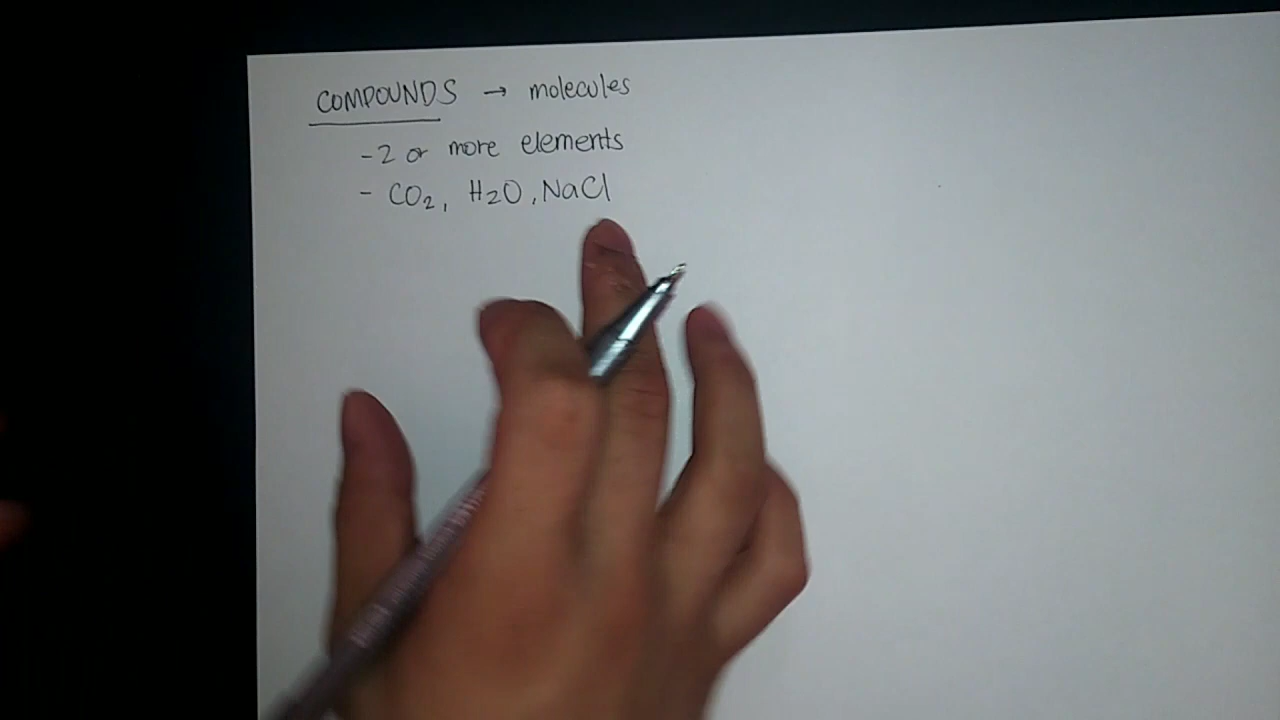 COMPOUNDS → molecules
- 2 or more elements
- CO₂, H₂O, NaCl